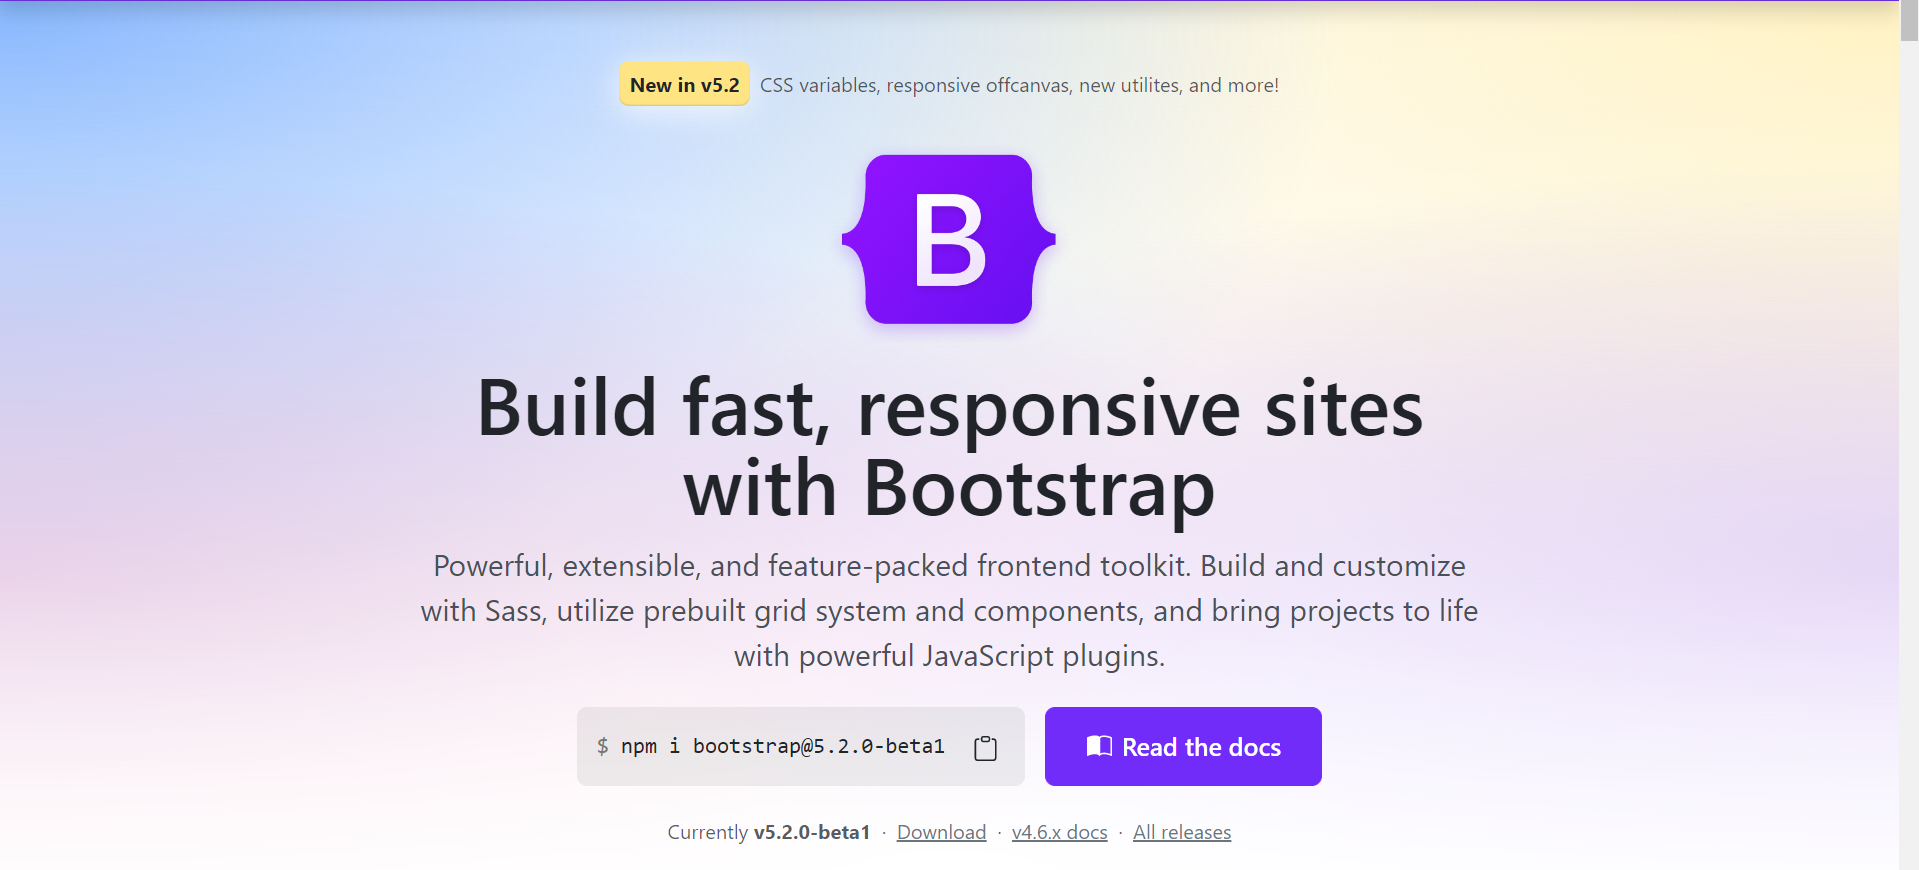 New in v5.2 CSS variables, responsive offcanvas, new utilites, and more!
B
Build fast, responsive sites
with Bootstrap
Powerful, extensible, and feature-packed frontend toolkit. Build and customize
with Sass, utilize prebuilt grid system and components, and bring projects to life
with powerful JavaScript plugins.
$ npm i bootstrap@5.2.0-beta1
Read the docs
Currently v5.2.0-beta1 · Download · v4.6.x docs · All releases